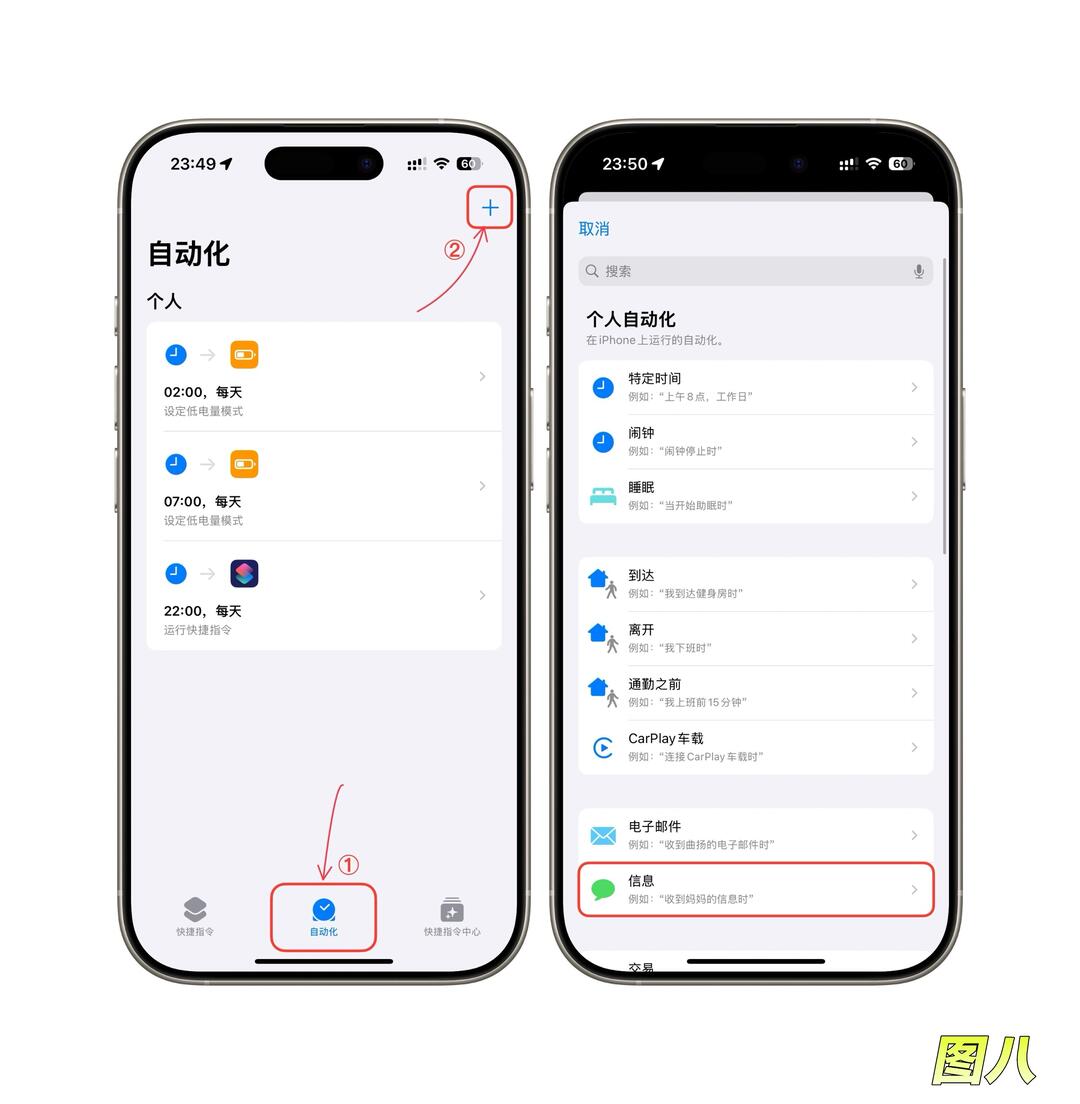 23:49
60
②
自动化
个人
02:00，每天
设定低电量模式
07:00，每天
设定低电量模式
22:00，每天
运行快捷指令
①
快捷指令
自动化
快捷指令中心
23:50
60
取消
搜索
个人自动化
在iPhone上运行的自动化。
特定时间
例如：“上午8点，工作日”
闹钟
例如：“闹钟停止时”
睡眠
例如：“当开始助眠时”
到达
例如：“我到达健身房时”
离开
例如：“我下班时”
通勤之前
例如：“我上班前15分钟”
CarPlay车载
例如：“连接CarPlay车载时”
电子邮件
例如：“收到曲扬的电子邮件时”
信息
例如：“收到妈妈的信息时”
交易
图八